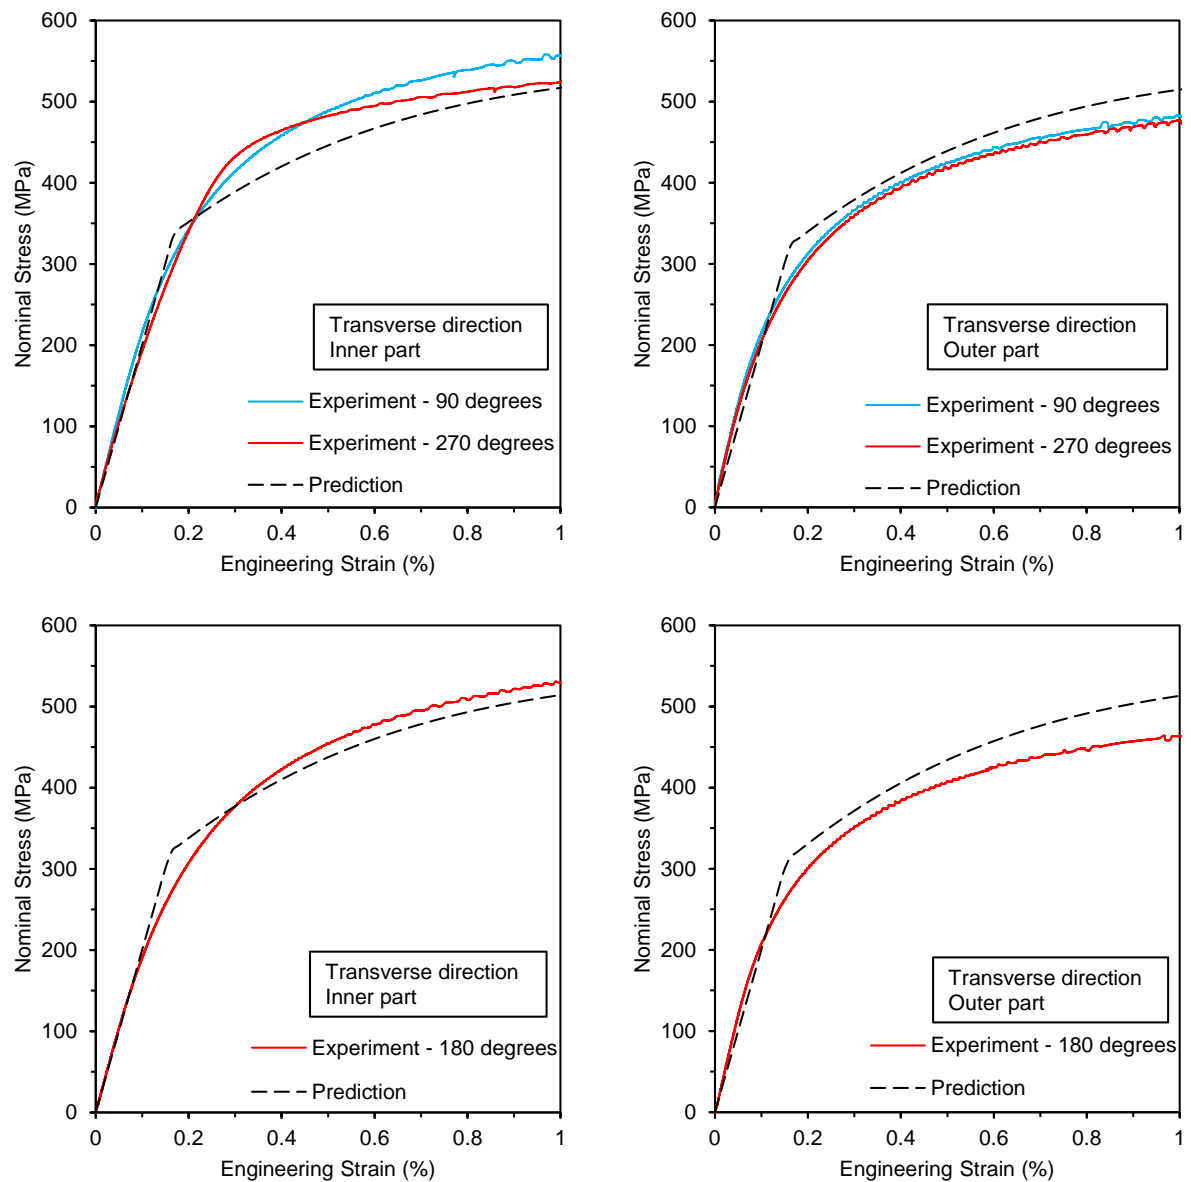 600
500
400
300
200
100
0
Nominal Stress (MPa)
Transverse direction
Inner part
Experiment - 90 degrees
Experiment - 270 degrees
Prediction
0 0.2 0.4 0.6 0.8 1
Engineering Strain (%)
600
500
400
300
200
100
0
Nominal Stress (MPa)
Transverse direction
Outer part
Experiment - 90 degrees
Experiment - 270 degrees
Prediction
0 0.2 0.4 0.6 0.8 1
Engineering Strain (%)
600
500
400
300
200
100
0
Nominal Stress (MPa)
Transverse direction
Inner part
Experiment - 180 degrees
Prediction
0 0.2 0.4 0.6 0.8 1
Engineering Strain (%)
600
500
400
300
200
100
0
Nominal Stress (MPa)
Transverse direction
Outer part
Experiment - 180 degrees
Prediction
0 0.2 0.4 0.6 0.8 1
Engineering Strain (%)